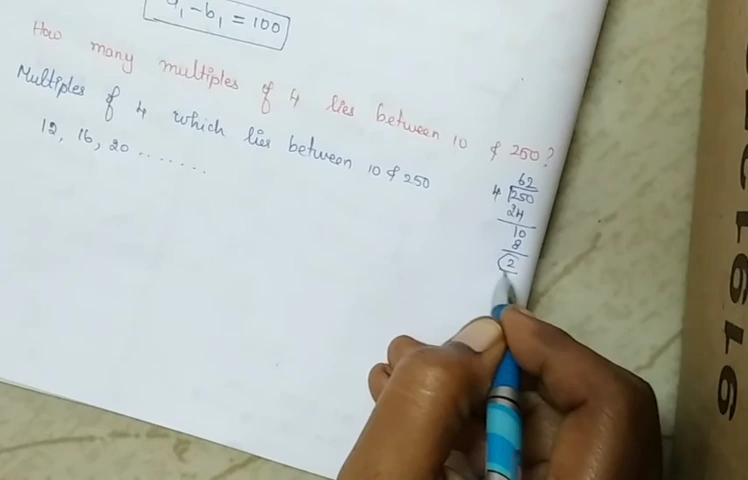 a₁ - b₁ = 100
How many multiples of 4 lies between 10 & 250?
Multiples of 4 which lies between 10 & 250
12, 16, 20 .......
62
4 250
24
10
8
2